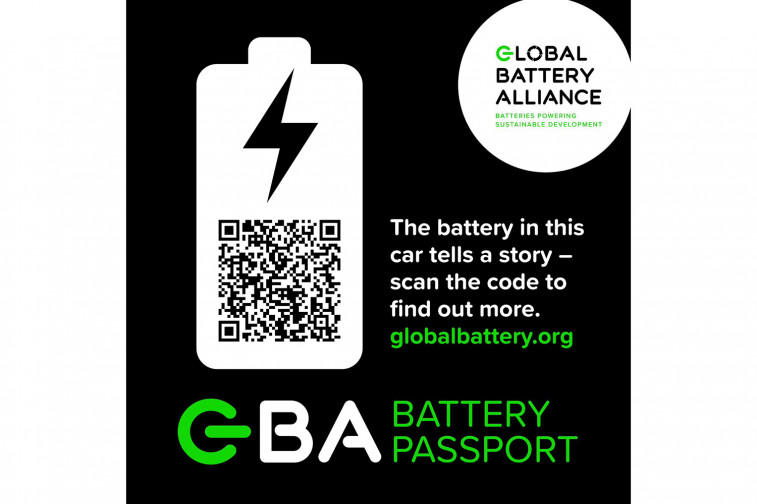 GLOBAL
BATTERY
ALLIANCE
BATTERIES POWERING
SUSTAINABLE DEVELOPMENT
The battery in this
car tells a story –
scan the code to
find out more.
globalbattery.org
GBA BATTERY
PASSPORT